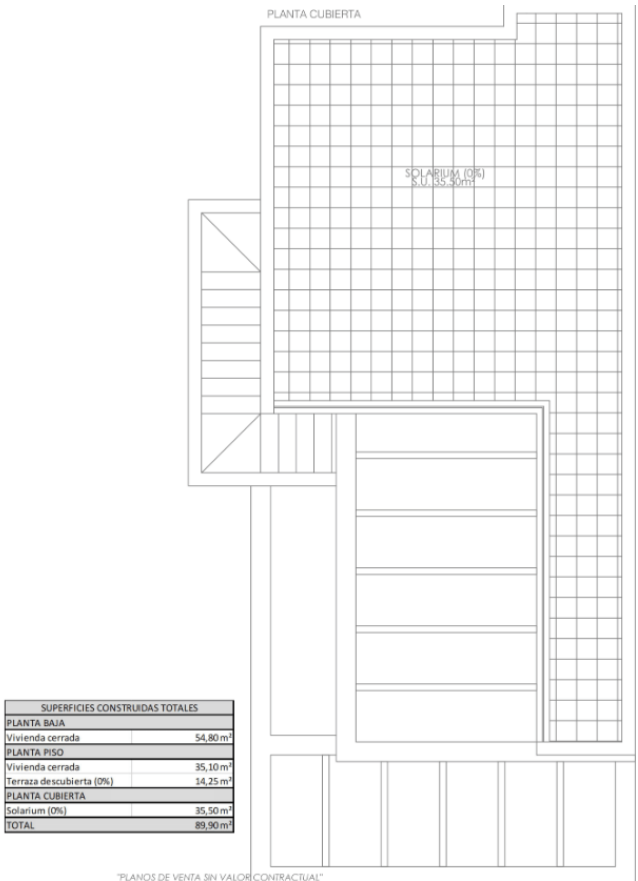 PLANTA CUBIERTA
SOLARIUM (0%)
S.U. 35.50m²
SUPERFICIES CONSTRUIDAS TOTALES
PLANTA BAJA
Vivienda cerrada 54,80 m²
PLANTA PISO
Vivienda cerrada 35,10 m²
Terraza descubierta (0%) 14,25 m²
PLANTA CUBIERTA
Solarium (0%) 35,50 m²
TOTAL 89,90 m²
"PLANOS DE VENTA SIN VALOR CONTRACTUAL"